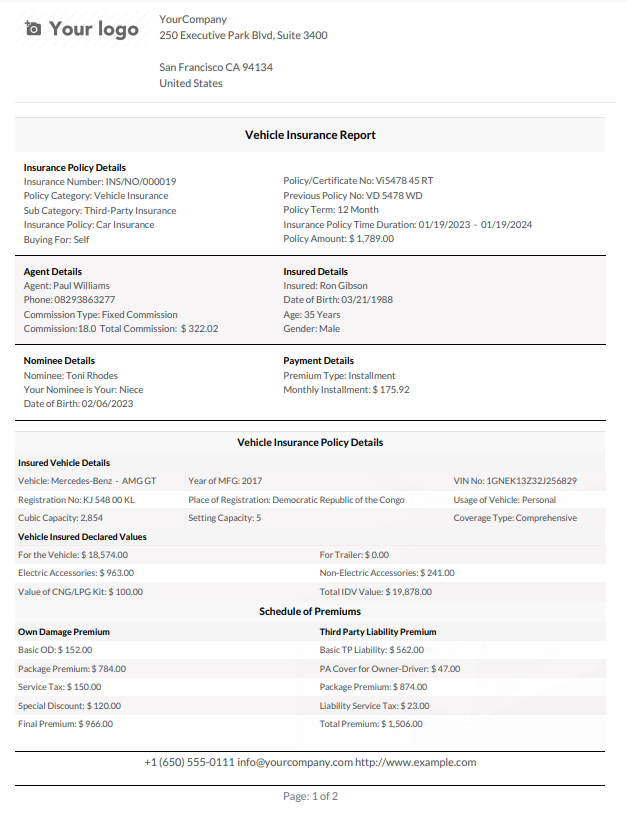 Your logo
YourCompany
250 Executive Park Blvd, Suite 3400
San Francisco CA 94134
United States
Vehicle Insurance Report
Insurance Policy Details
Insurance Number: INS/NO/000019
Policy Category: Vehicle Insurance
Sub Category: Third-Party Insurance
Insurance Policy: Car Insurance
Buying For: Self
Policy/Certificate No: Vi5478 45 RT
Previous Policy No: VD 5478 WD
Policy Term: 12 Month
Insurance Policy Time Duration: 01/19/2023 - 01/19/2024
Policy Amount: $ 1,789.00
Agent Details
Agent: Paul Williams
Phone: 08293863277
Commission Type: Fixed Commission
Commission:18.0 Total Commission: $ 322.02
Insured Details
Insured: Ron Gibson
Date of Birth: 03/21/1988
Age: 35 Years
Gender: Male
Nominee Details
Nominee: Toni Rhodes
Your Nominee is Your: Niece
Date of Birth: 02/06/2023
Payment Details
Premium Type: Installment
Monthly Installment: $ 175.92
Vehicle Insurance Policy Details
Insured Vehicle Details
Vehicle: Mercedes-Benz - AMG GT Year of MFG: 2017 VIN No: 1GNEK13Z32J256829
Registration No: KJ 548 00 KL Place of Registration: Democratic Republic of the Congo Usage of Vehicle: Personal
Cubic Capacity: 2,854 Setting Capacity: 5 Coverage Type: Comprehensive
Vehicle Insured Declared Values
For the Vehicle: $ 18,574.00 For Trailer: $ 0.00
Electric Accessories: $ 963.00 Non-Electric Accessories: $ 241.00
Value of CNG/LPG Kit: $ 100.00 Total IDV Value: $ 19,878.00
Schedule of Premiums
Own Damage Premium Third Party Liability Premium
Basic OD: $ 152.00 Basic TP Liability: $ 562.00
Package Premium: $ 784.00 PA Cover for Owner-Driver: $ 47.00
Service Tax: $ 150.00 Package Premium: $ 874.00
Special Discount: $ 120.00 Liability Service Tax: $ 23.00
Final Premium: $ 966.00 Total Premium: $ 1,506.00
+1 (650) 555-0111 info@yourcompany.com http://www.example.com
Page: 1 of 2